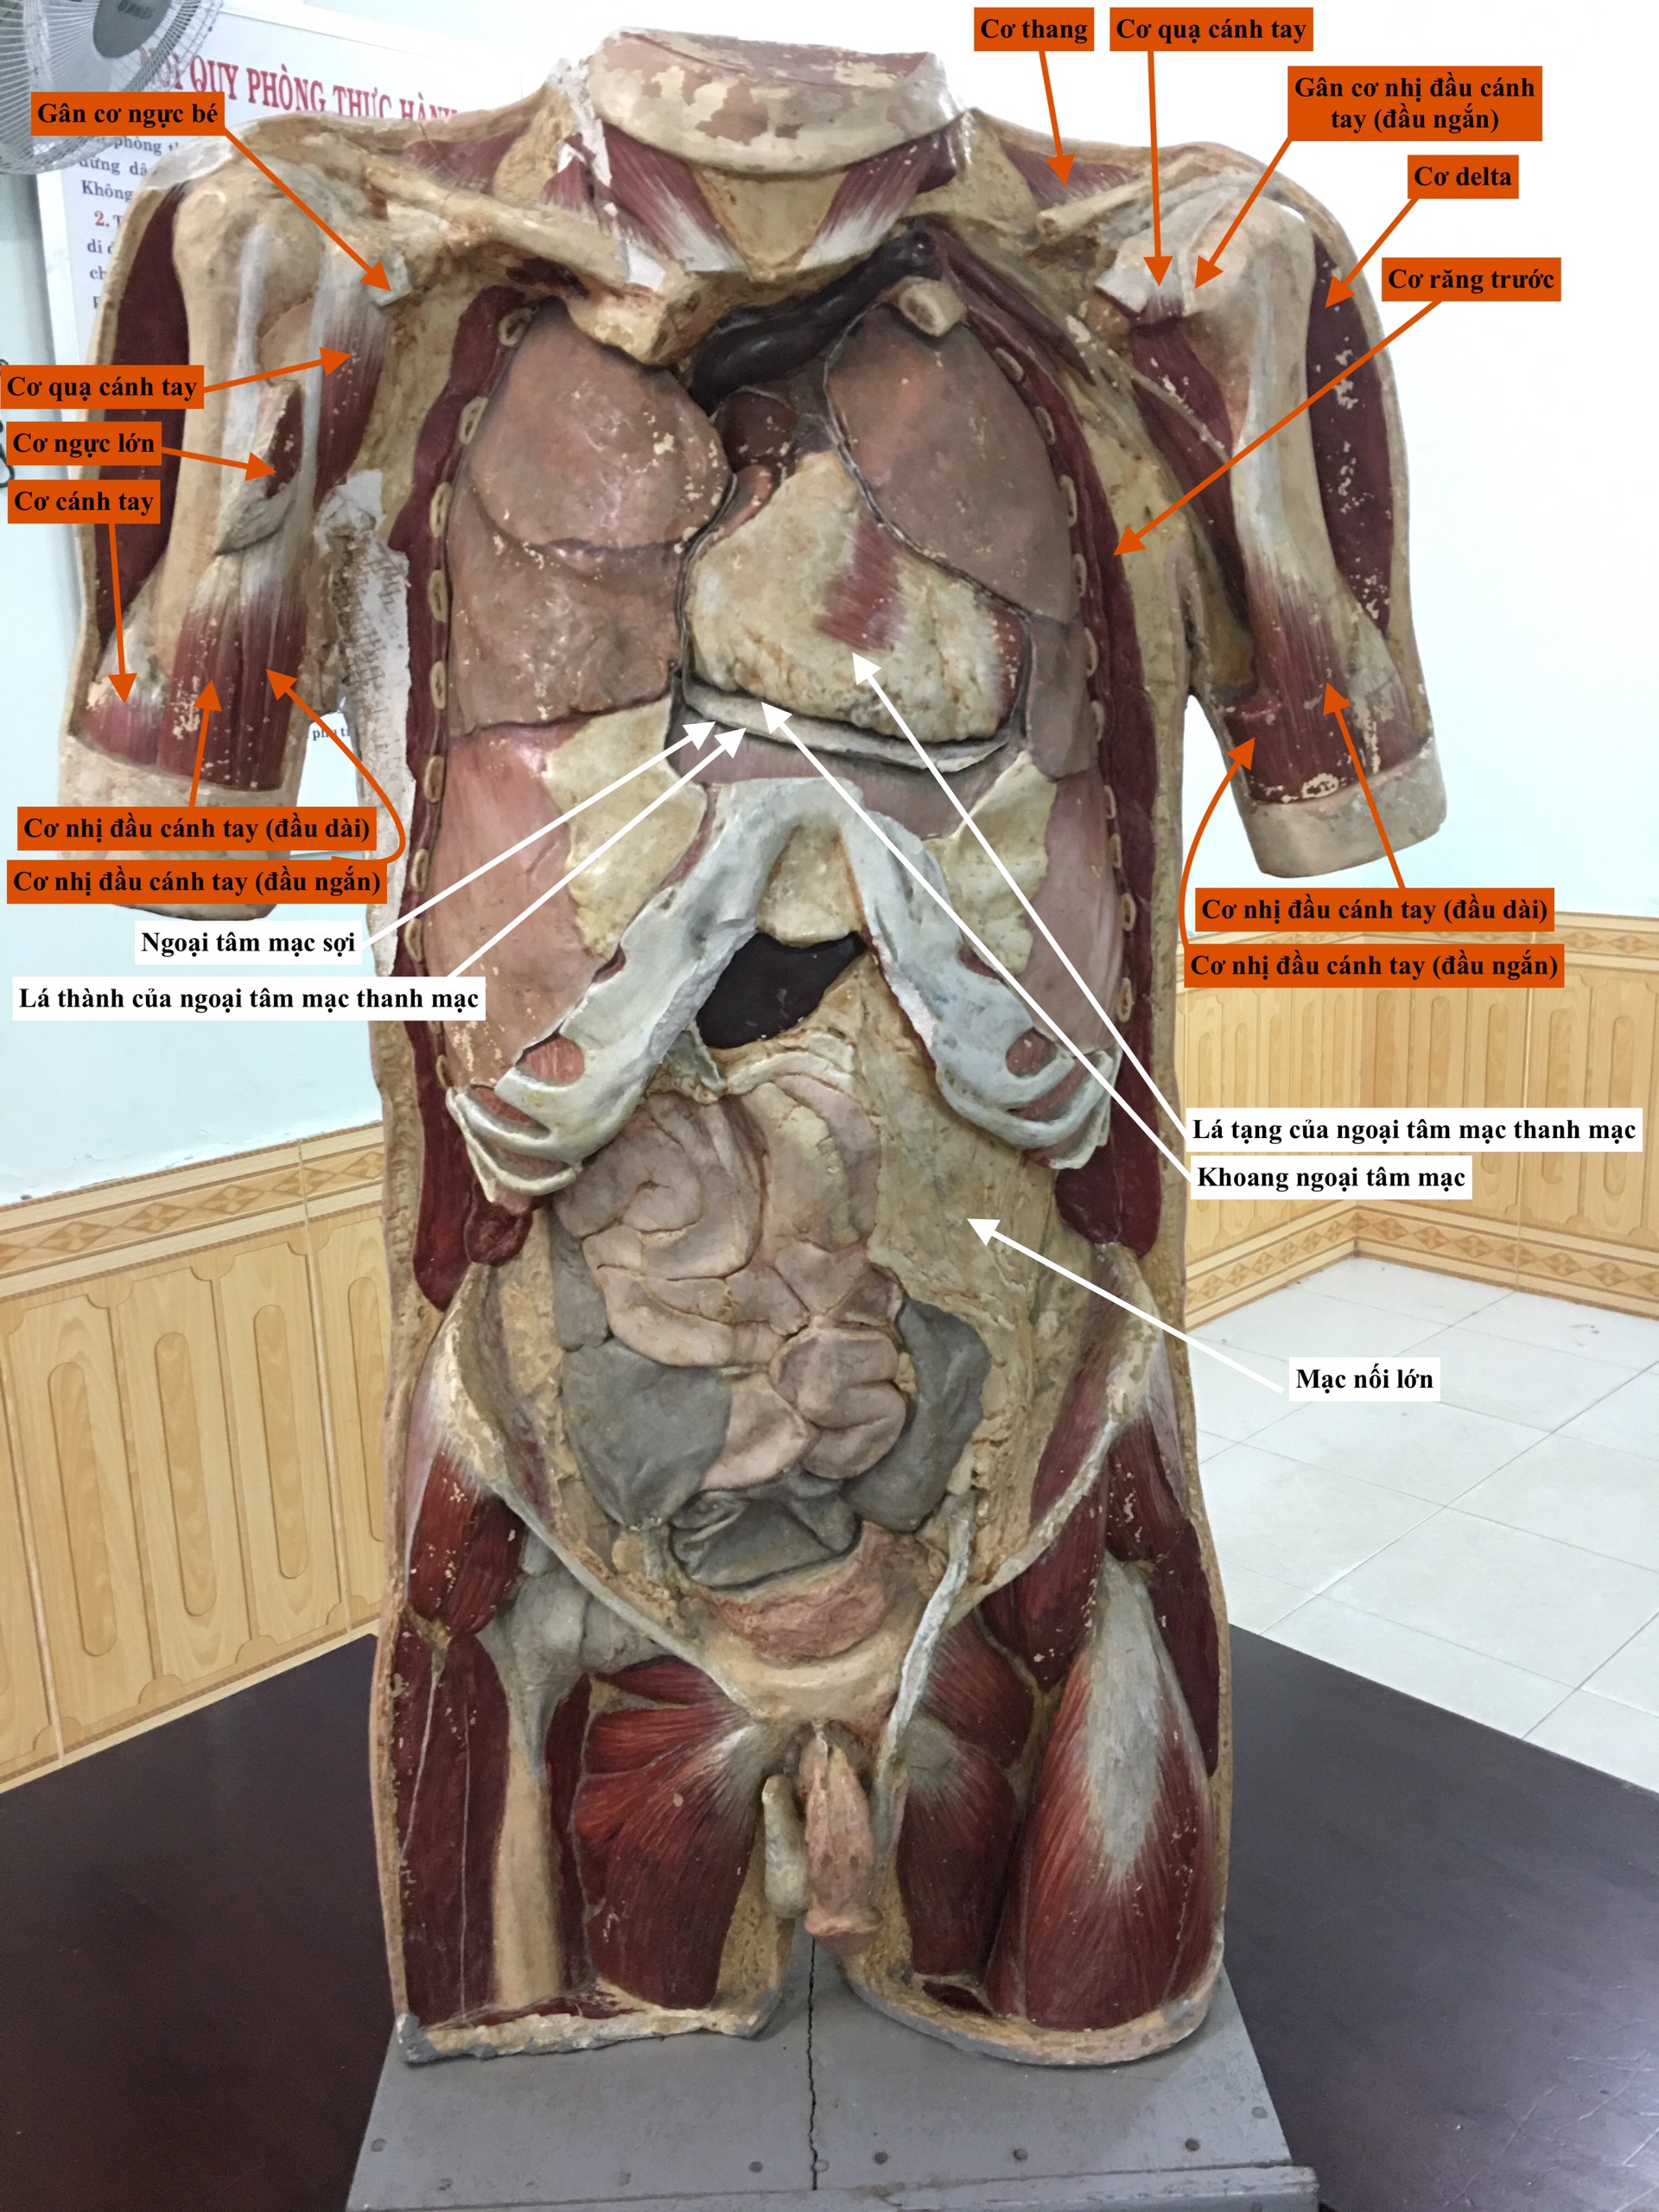 Cơ thang
Cơ quạ cánh tay
Gân cơ nhị đầu cánh
tay (đầu ngắn)
Gân cơ ngực bé
QUY PHÒNG THỰC HÀNH
phòng
Không
2.
Cơ delta
Cơ răng trước
Cơ quạ cánh tay
Cơ ngực lớn
Cơ cánh tay
Cơ nhị đầu cánh tay (đầu dài)
Cơ nhị đầu cánh tay (đầu ngắn)
Cơ nhị đầu cánh tay (đầu dài)
Cơ nhị đầu cánh tay (đầu ngắn)
Ngoại tâm mạc sợi
Lá thành của ngoại tâm mạc thanh mạc
Lá tạng của ngoại tâm mạc thanh mạc
Khoang ngoại tâm mạc
Mạc nối lớn